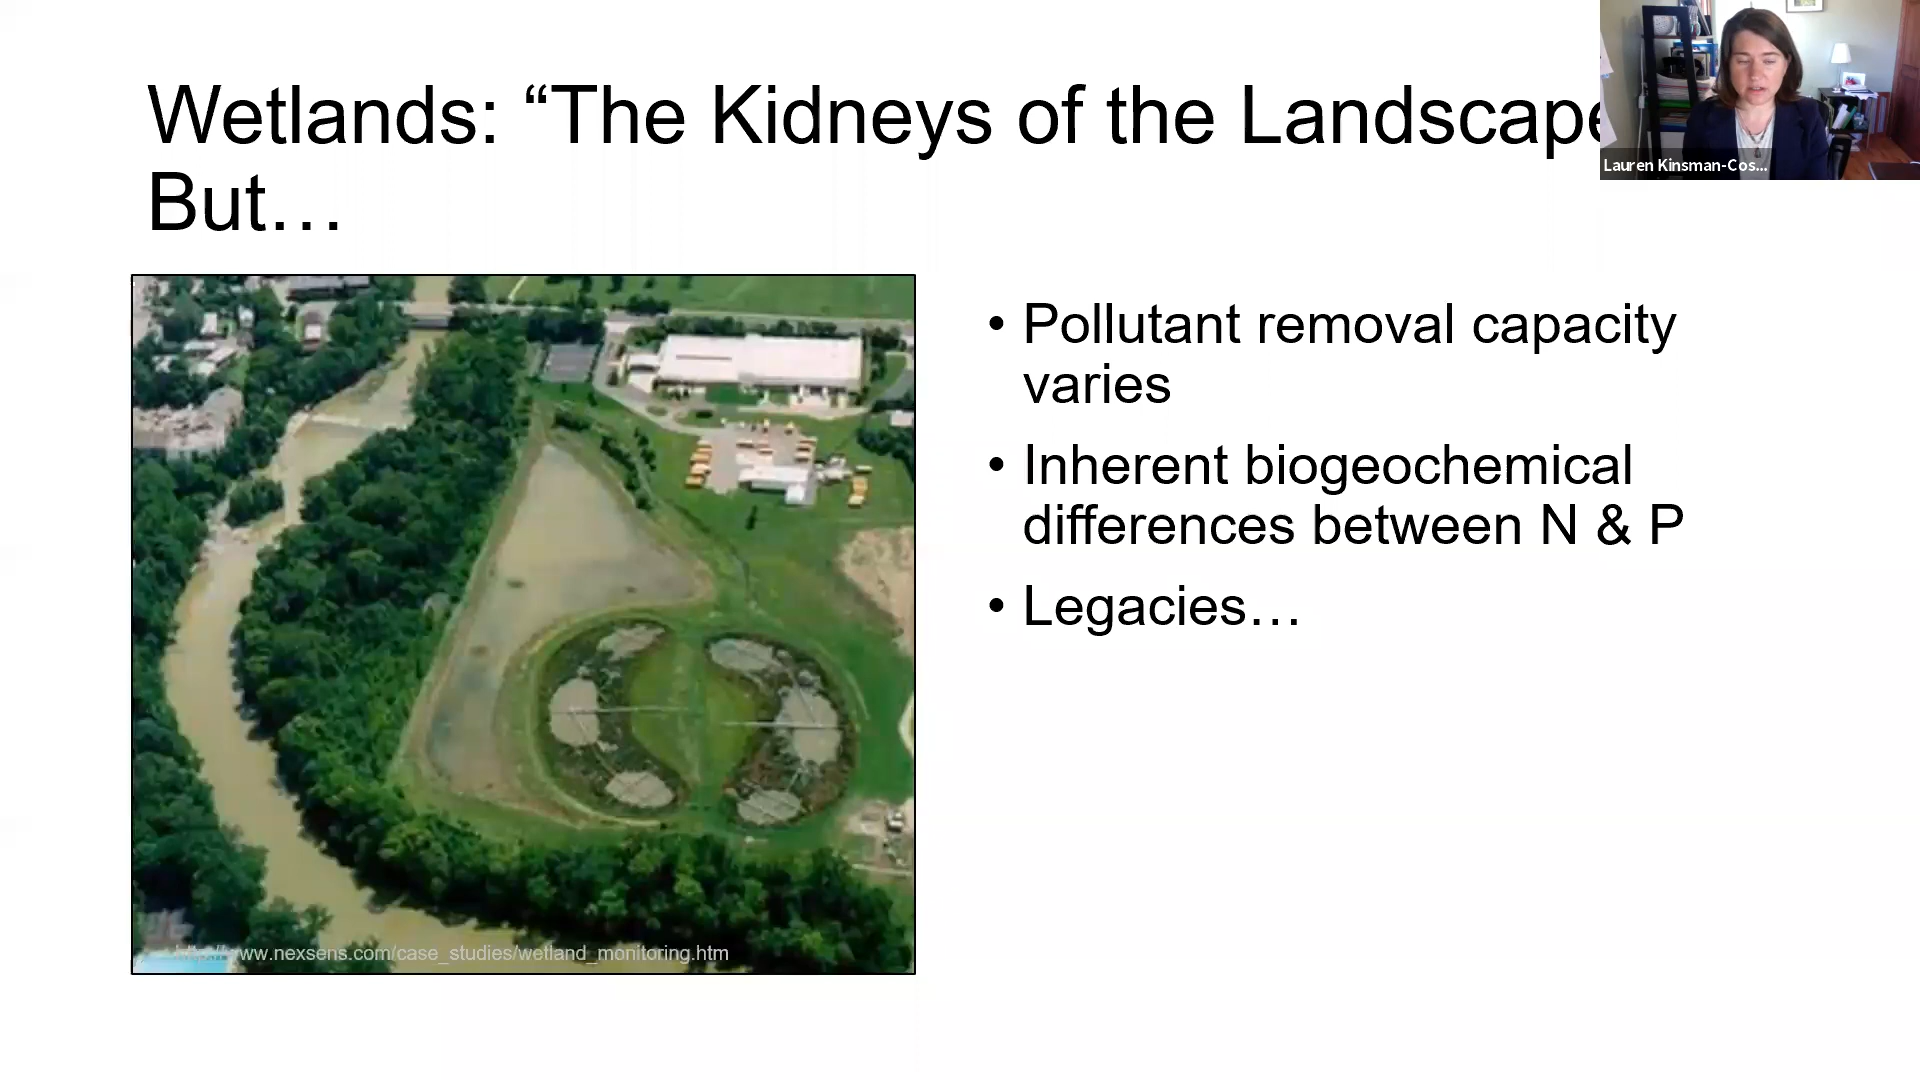 Wetlands: “The Kidneys of the Landscape
But…
Lauren Kinsman-Cos...
• Pollutant removal capacity
varies
• Inherent biogeochemical
differences between N & P
• Legacies…
http://www.nexsens.com/case_studies/wetland_monitoring.htm